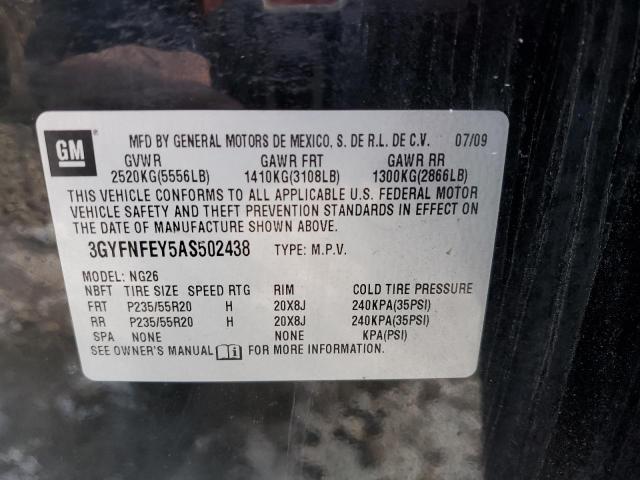 GM
MFD BY GENERAL MOTORS DE MEXICO, S. DE R.L. DE C.V. 07/09
GVWR GAWR FRT GAWR RR
2520KG(5556LB) 1410KG(3108LB) 1300KG(2866LB)
THIS VEHICLE CONFORMS TO ALL APPLICABLE U.S. FEDERAL MOTOR
VEHICLE SAFETY AND THEFT PREVENTION STANDARDS IN EFFECT ON
THE DATE OF MANUFACTURE SHOWN ABOVE.
3GYFNFEY5AS502438 TYPE: M.P.V.
MODEL: NG26
NBFT TIRE SIZE SPEED RTG RIM COLD TIRE PRESSURE
FRT P235/55R20 H 20X8J 240KPA(35PSI)
RR P235/55R20 H 20X8J 240KPA(35PSI)
SPA NONE NONE KPA(PSI)
SEE OWNER'S MANUAL FOR MORE INFORMATION.